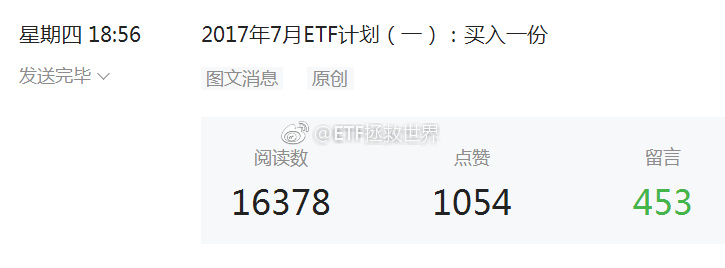 星期四 18:56
2017年7月ETF计划（一）：买入一份
发送完毕
图文消息 原创
@ETF拯救世界
阅读数 点赞 留言
16378 1054 453